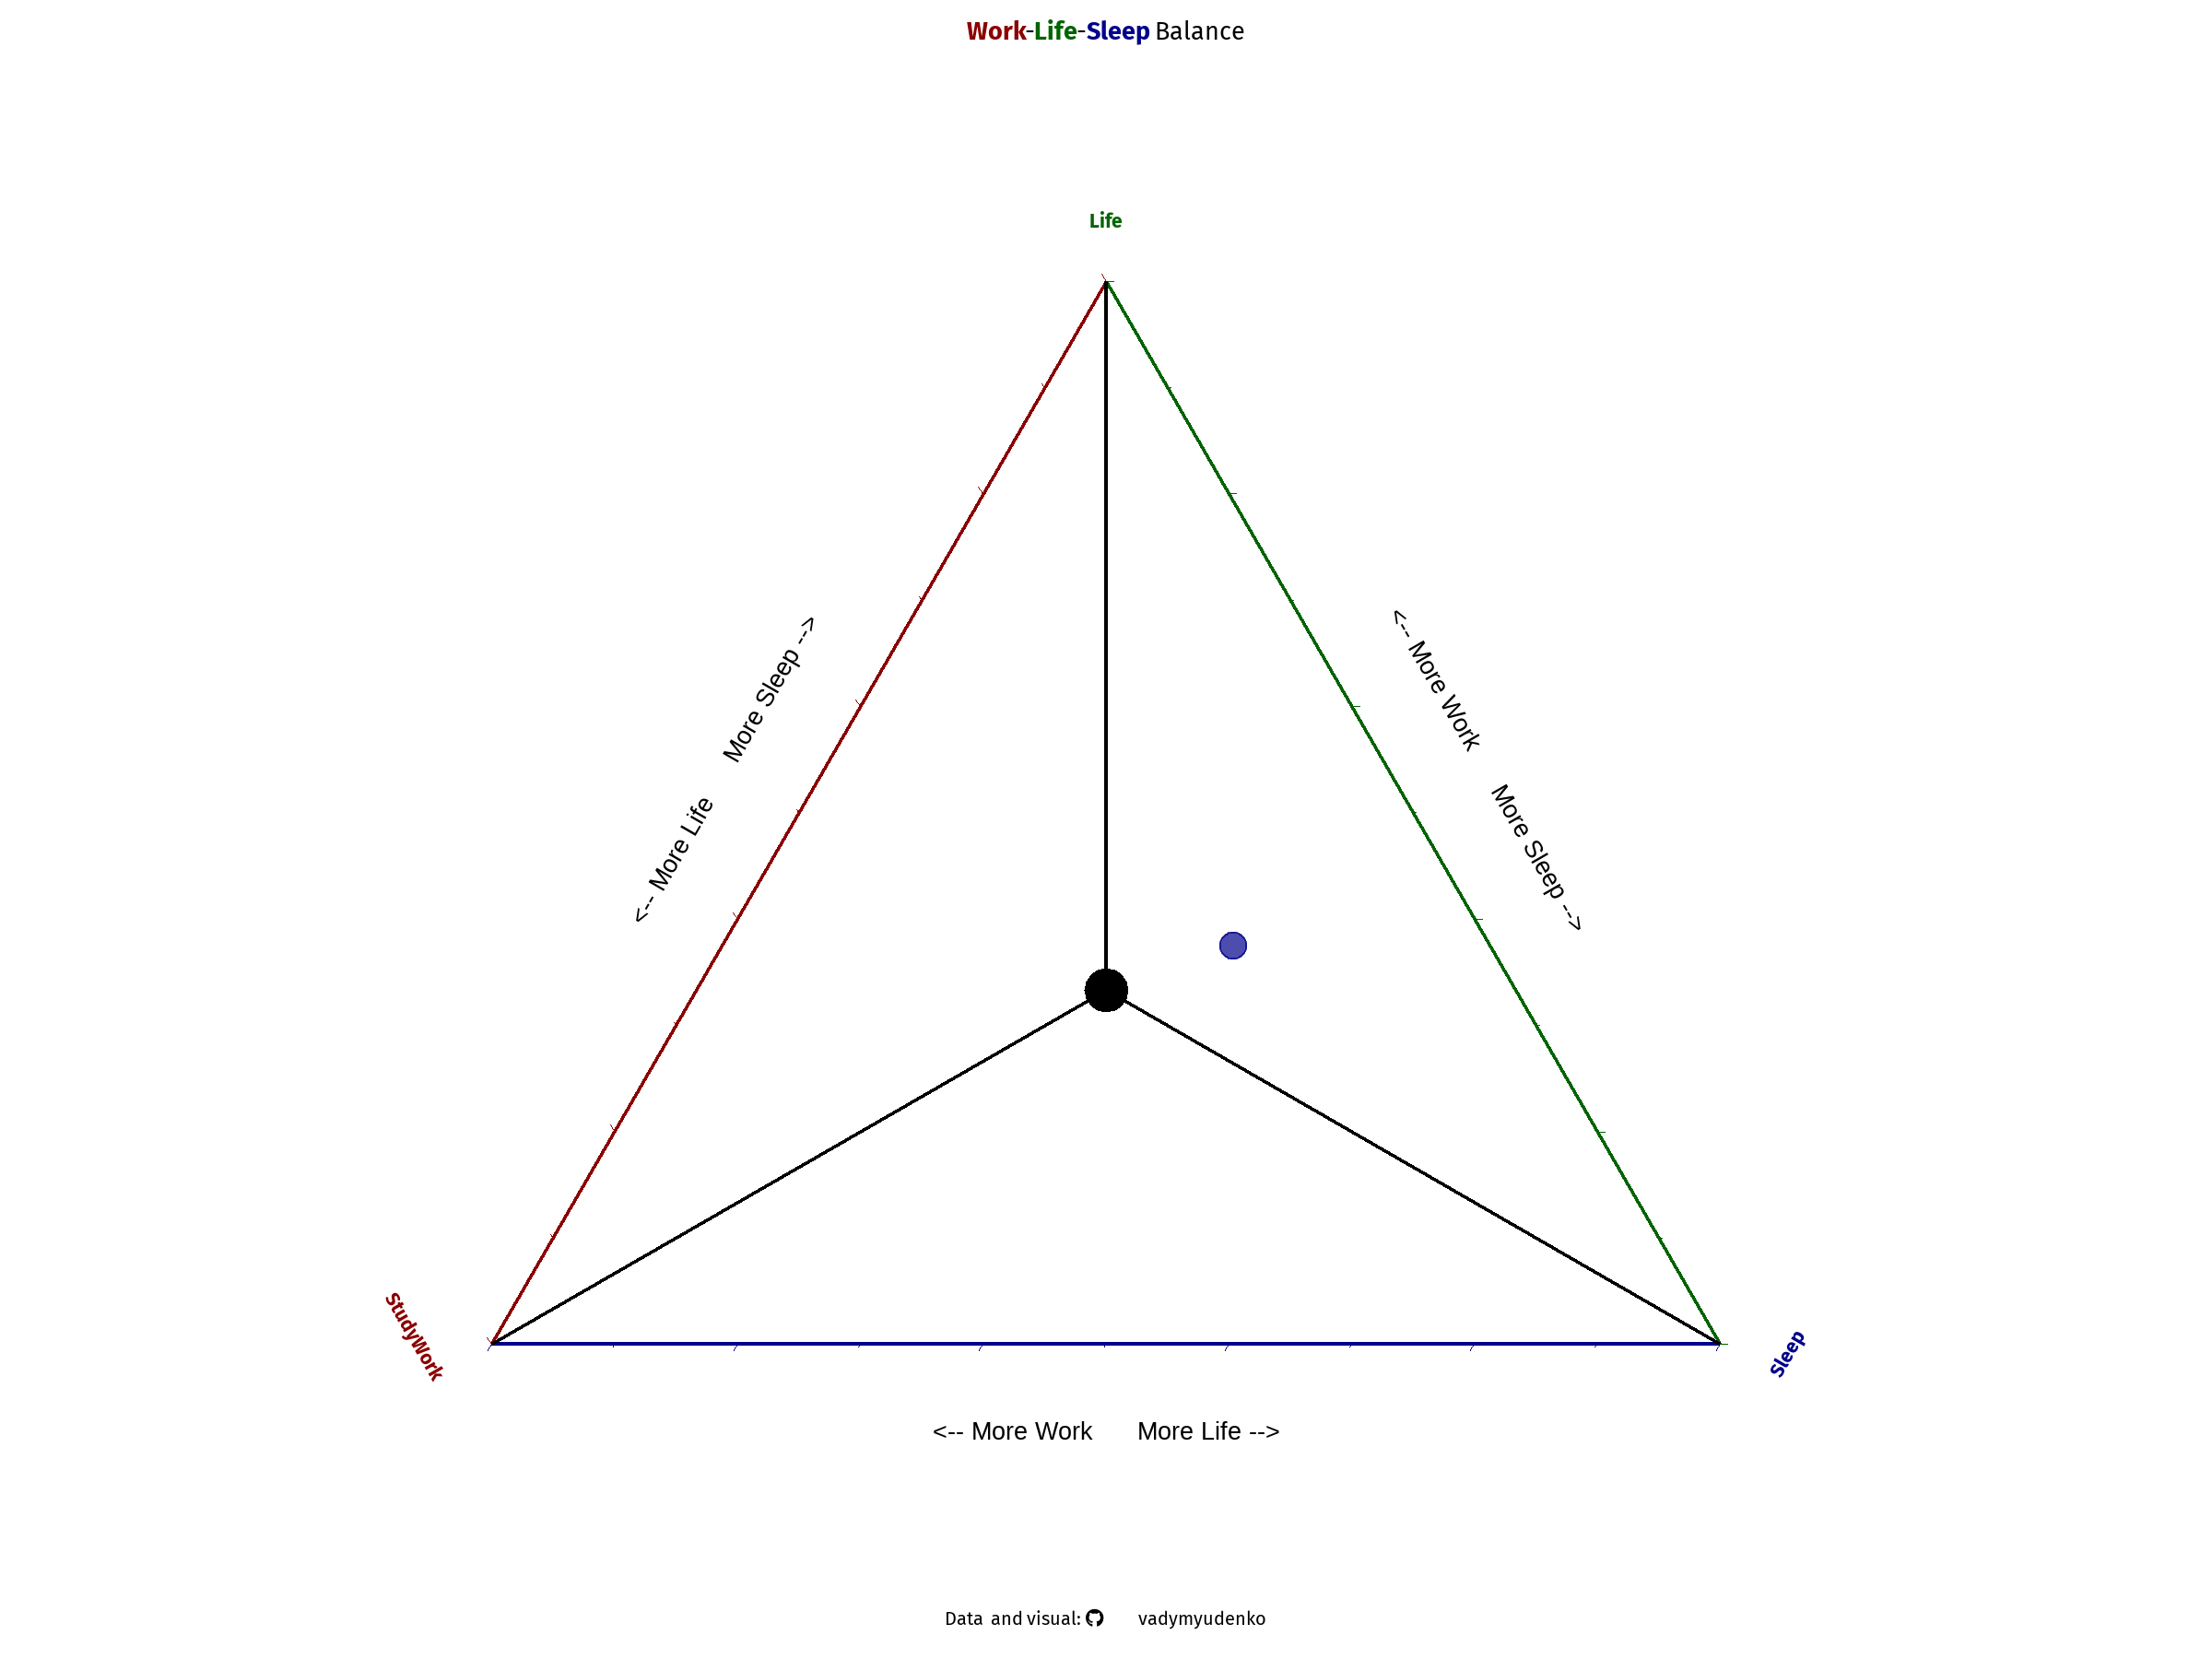 Work-Life-Sleep Balance
Life
<-- More Life More Sleep -->
<-- More Work More Sleep -->
StudyWork
Sleep
<-- More Work More Life -->
Data and visual: vadymyudenko